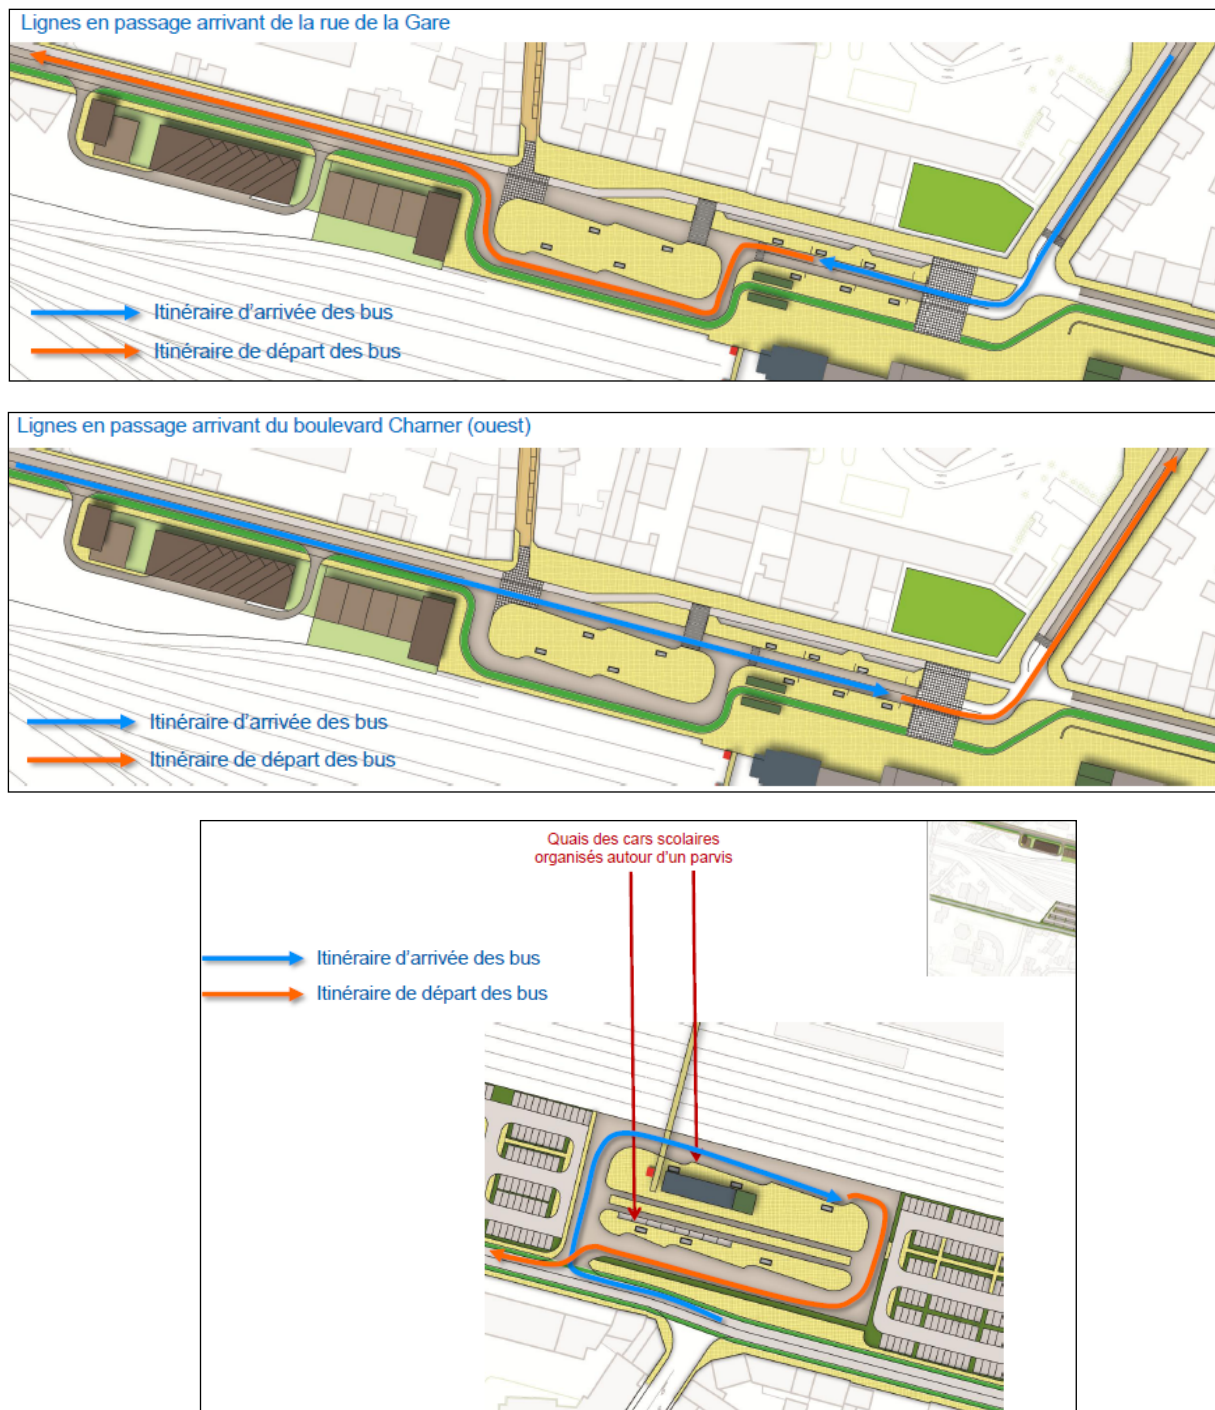 Lignes en passage arrivant de la rue de la Gare
Itinéraire d'arrivée des bus
Itinéraire de départ des bus
Lignes en passage arrivant du boulevard Charner (ouest)
Itinéraire d'arrivée des bus
Itinéraire de départ des bus
Quais des cars scolaires
organisés autour d'un parvis
Itinéraire d'arrivée des bus
Itinéraire de départ des bus